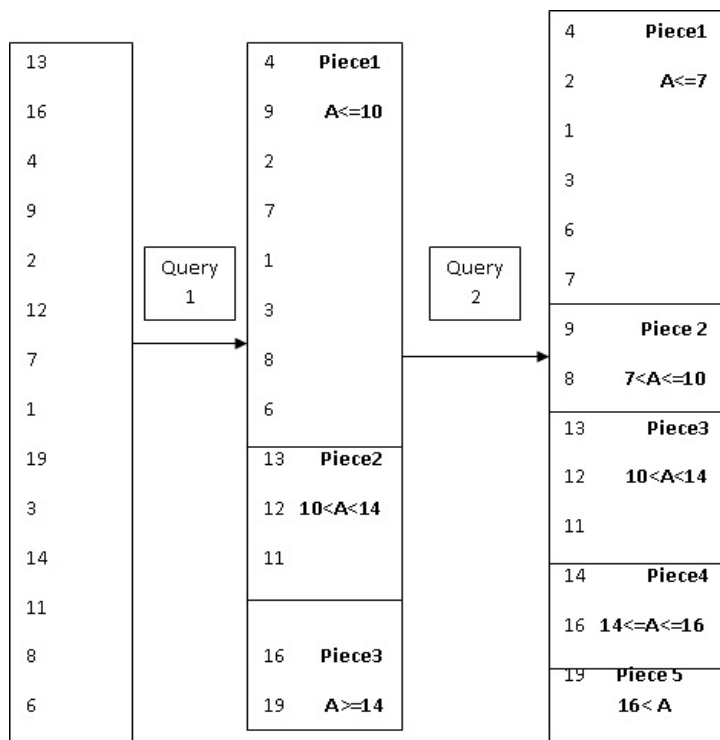 13
16
4
9
2
12
7
1
19
3
14
11
8
6
Query
1
4 Piece1
9 A<=10
2
7
1
3
8
6
13 Piece2
12 10<A<14
11
16 Piece3
19 A>=14
Query
2
4 Piece1
2 A<=7
1
3
6
7
9 Piece 2
8 7<A<=10
13 Piece3
12 10<A<14
11
14 Piece4
16 14<=A<=16
19 Piece 5
16< A